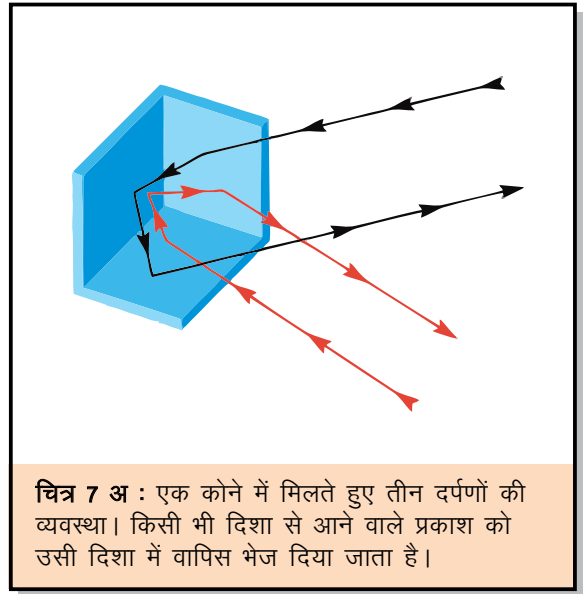 चित्र 7 अ : एक कोने में मिलते हुए तीन दर्पणों की
व्यवस्था। किसी भी दिशा से आने वाले प्रकाश को
उसी दिशा में वापिस भेज दिया जाता है।